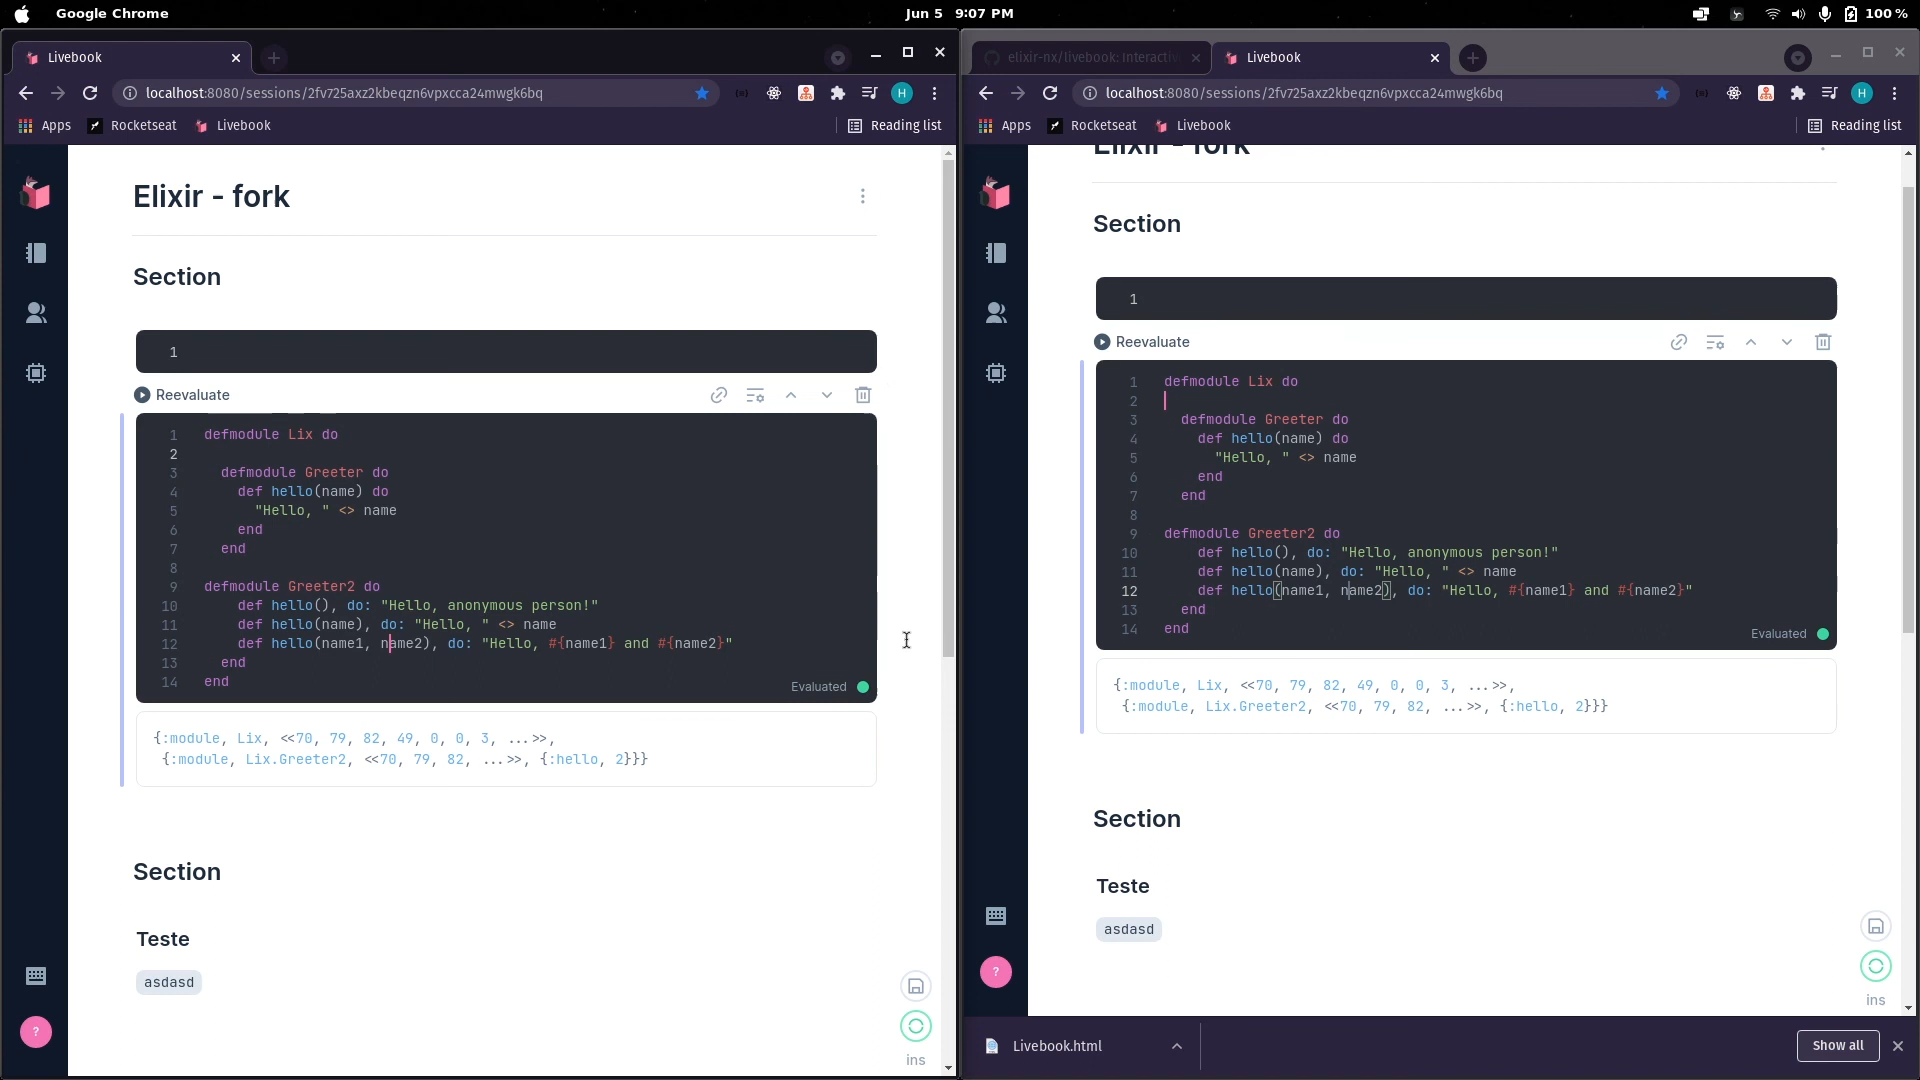 Google Chrome
Jun 5 9:07 PM
100 %
Livebook
localhost:8080/sessions/2fv725axz2kbeqzn6vpxcca24mwgk6bq
H
Apps
Rocketseat
Livebook
Reading list
Elixir - fork
Section
1
Reevaluate
1 defmodule Lix do
2
3 defmodule Greeter do
4 def hello(name) do
5 "Hello, " <> name
6 end
7 end
8
9 defmodule Greeter2 do
10 def hello(), do: "Hello, anonymous person!"
11 def hello(name), do: "Hello, " <> name
12 def hello(name1, name2), do: "Hello, #{name1} and #{name2}"
13 end
14 end
Evaluated
{:module, Lix, <<70, 79, 82, 49, 0, 0, 3, ...>>,
{:module, Lix.Greeter2, <<70, 79, 82, ...>>, {:hello, 2}}}
Section
Teste
asdasd
?
ins
elixir-nx/livebook: Interacti
Livebook
localhost:8080/sessions/2fv725axz2kbeqzn6vpxcca24mwgk6bq
H
Apps
Rocketseat
Livebook
Reading list
Elixir - fork
Section
1
Reevaluate
1 defmodule Lix do
2
3 defmodule Greeter do
4 def hello(name) do
5 "Hello, " <> name
6 end
7 end
8
9 defmodule Greeter2 do
10 def hello(), do: "Hello, anonymous person!"
11 def hello(name), do: "Hello, " <> name
12 def hello(name1, name2), do: "Hello, #{name1} and #{name2}"
13 end
14 end
Evaluated
{:module, Lix, <<70, 79, 82, 49, 0, 0, 3, ...>>,
{:module, Lix.Greeter2, <<70, 79, 82, ...>>, {:hello, 2}}}
Section
Teste
asdasd
?
ins
Livebook.html
Show all